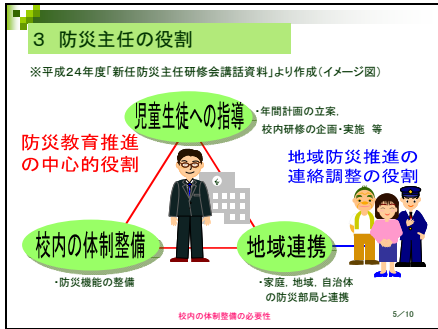 ３ 防災主任の役割
※平成２４年度「新任防災主任研修会講話資料」より作成（イメージ図）
児童生徒への指導
・年間計画の立案，
校内研修の企画・実施 等
防災教育推進
の中心的役割
地域防災推進の
連絡調整の役割
校内の体制整備
地域連携
・防災機能の整備
・家庭，地域，自治体
の防災部局と連携
校内の体制整備の必要性
5／10